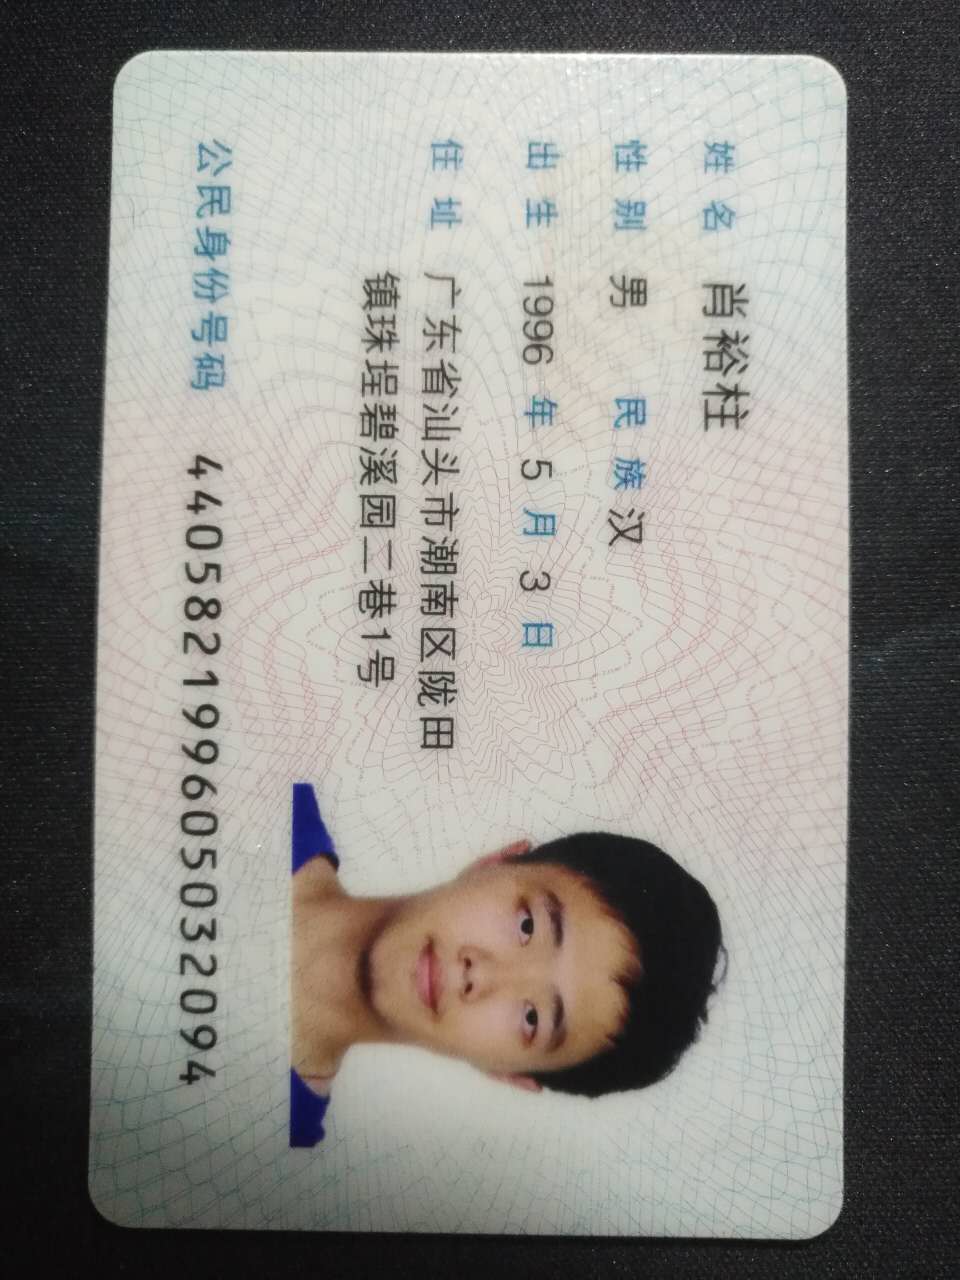 姓名 肖裕柱
性别 男 民族 汉
出生 1996 年 5 月 3 日
住址 广东省汕头市潮南区陇田
镇珠埕碧溪园二巷1号
公民身份号码 440582199605032094